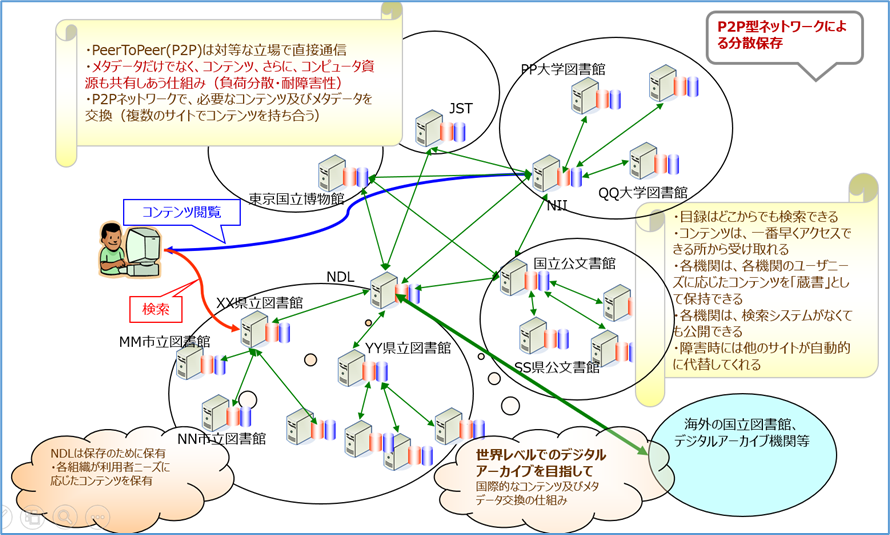 P2P型ネットワークによ
る分散保存
・PeerToPeer(P2P)は対等な立場で直接通信
・メタデータだけでなく、コンテンツ、さらに、コンピュータ資
源も共有しあう仕組み（負荷分散・耐障害性）
・P2Pネットワークで、必要なコンテンツ及びメタデータを
交換（複数のサイトでコンテンツを持ち合う）
JST
PP大学図書館
東京国立博物館
NII
QQ大学図書館
コンテンツ閲覧
検索
NDL
国立公文書館
XX県立図書館
MM市立図書館
YY県立図書館
SS県公文書館
NN市立図書館
・目録はどこからでも検索できる
・コンテンツは、一番早くアクセスで
きる所から受け取れる
・各機関は、各機関のユーザニー
ズに応じたコンテンツを「蔵書」とし
て保持できる
・各機関は、検索システムがなくて
も公開できる
・障害時には他のサイトが自動的
に代替してくれる
NDLは保存のために保有
・各組織が利用者ニーズに
応じたコンテンツを保有
世界レベルでのデジタル
アーカイブを目指して
国際的なコンテンツ及びメタ
データ交換の仕組み
海外の国立図書館、
デジタルアーカイブ機関等